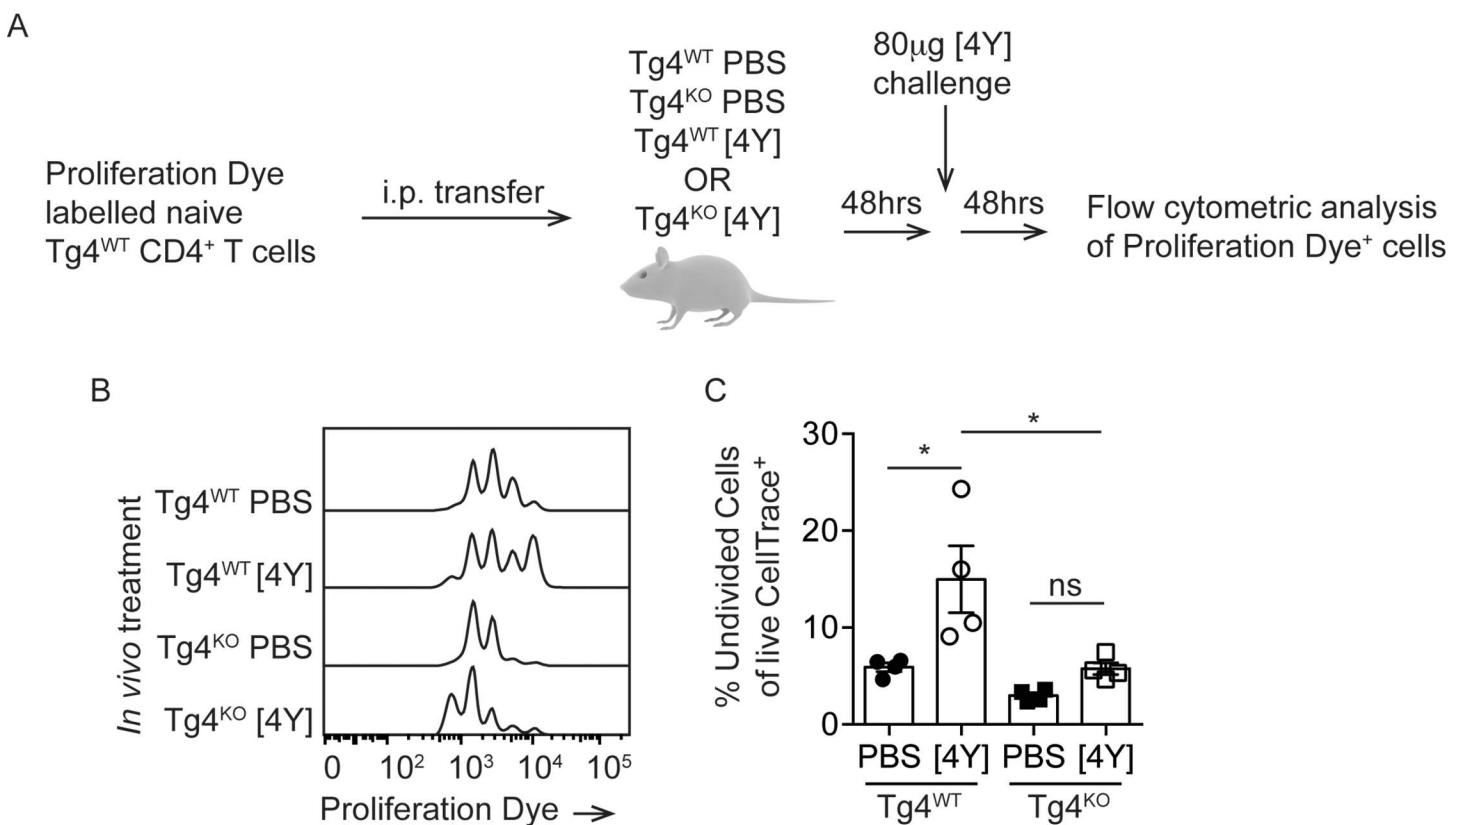 A
Proliferation Dye
labelled naive
Tg4ᵂᵀ CD4⁺ T cells
i.p. transfer
Tg4ᵂᵀ PBS
Tg4ᴷᴼ PBS
Tg4ᵂᵀ [4Y]
OR
Tg4ᴷᴼ [4Y]
80μg [4Y]
challenge
48hrs
48hrs
Flow cytometric analysis
of Proliferation Dye⁺ cells
B
In vivo treatment
Tg4ᵂᵀ PBS
Tg4ᵂᵀ [4Y]
Tg4ᴷᴼ PBS
Tg4ᴷᴼ [4Y]
0 10² 10³ 10⁴ 10⁵
Proliferation Dye
C
% Undivided Cells
of live CellTrace⁺
30
20
10
0
*
*
ns
PBS [4Y] PBS [4Y]
Tg4ᵂᵀ Tg4ᴷᴼ